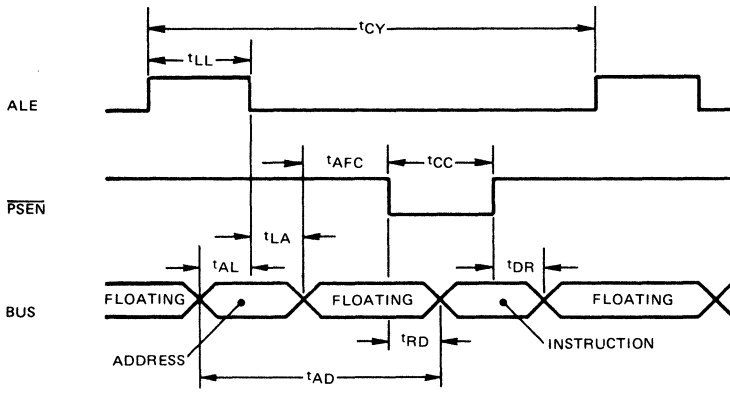 tCY
tLL
ALE
tAFC
tCC
PSEN
tLA
tAL
tDR
FLOATING
FLOATING
FLOATING
BUS
tRD
ADDRESS
INSTRUCTION
tAD